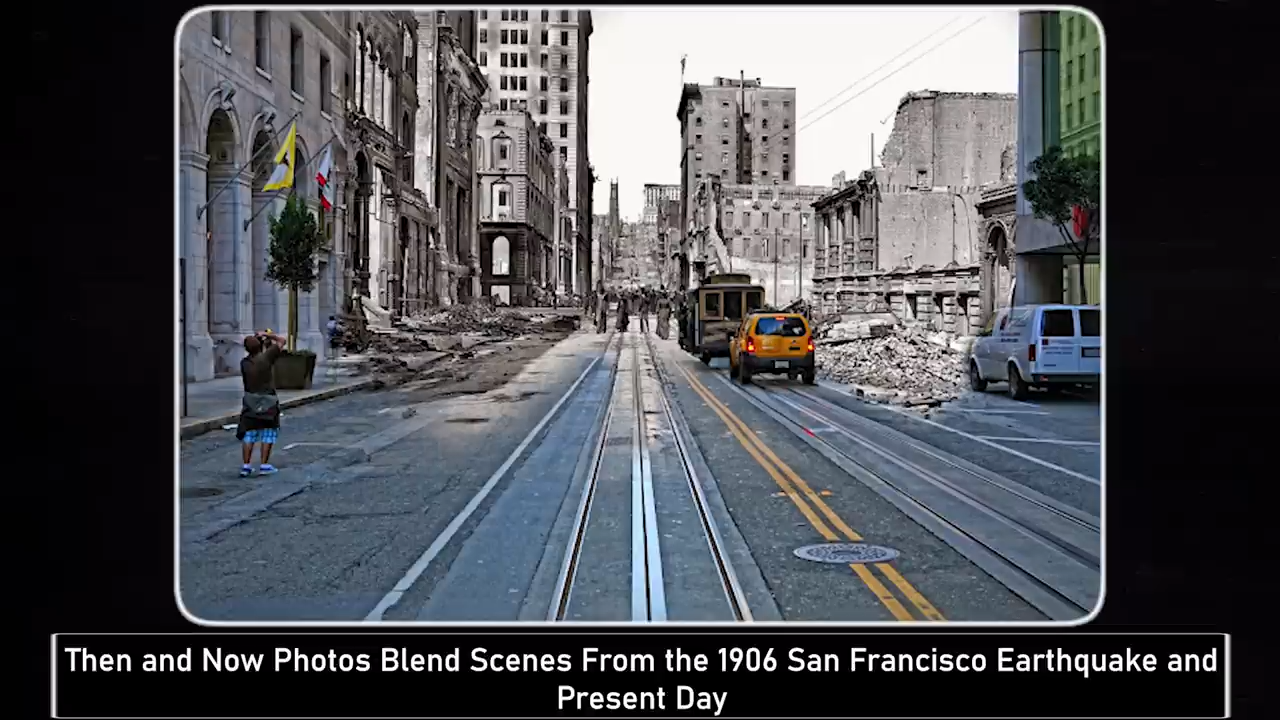 Then and Now Photos Blend Scenes From the 1906 San Francisco Earthquake and
Present Day